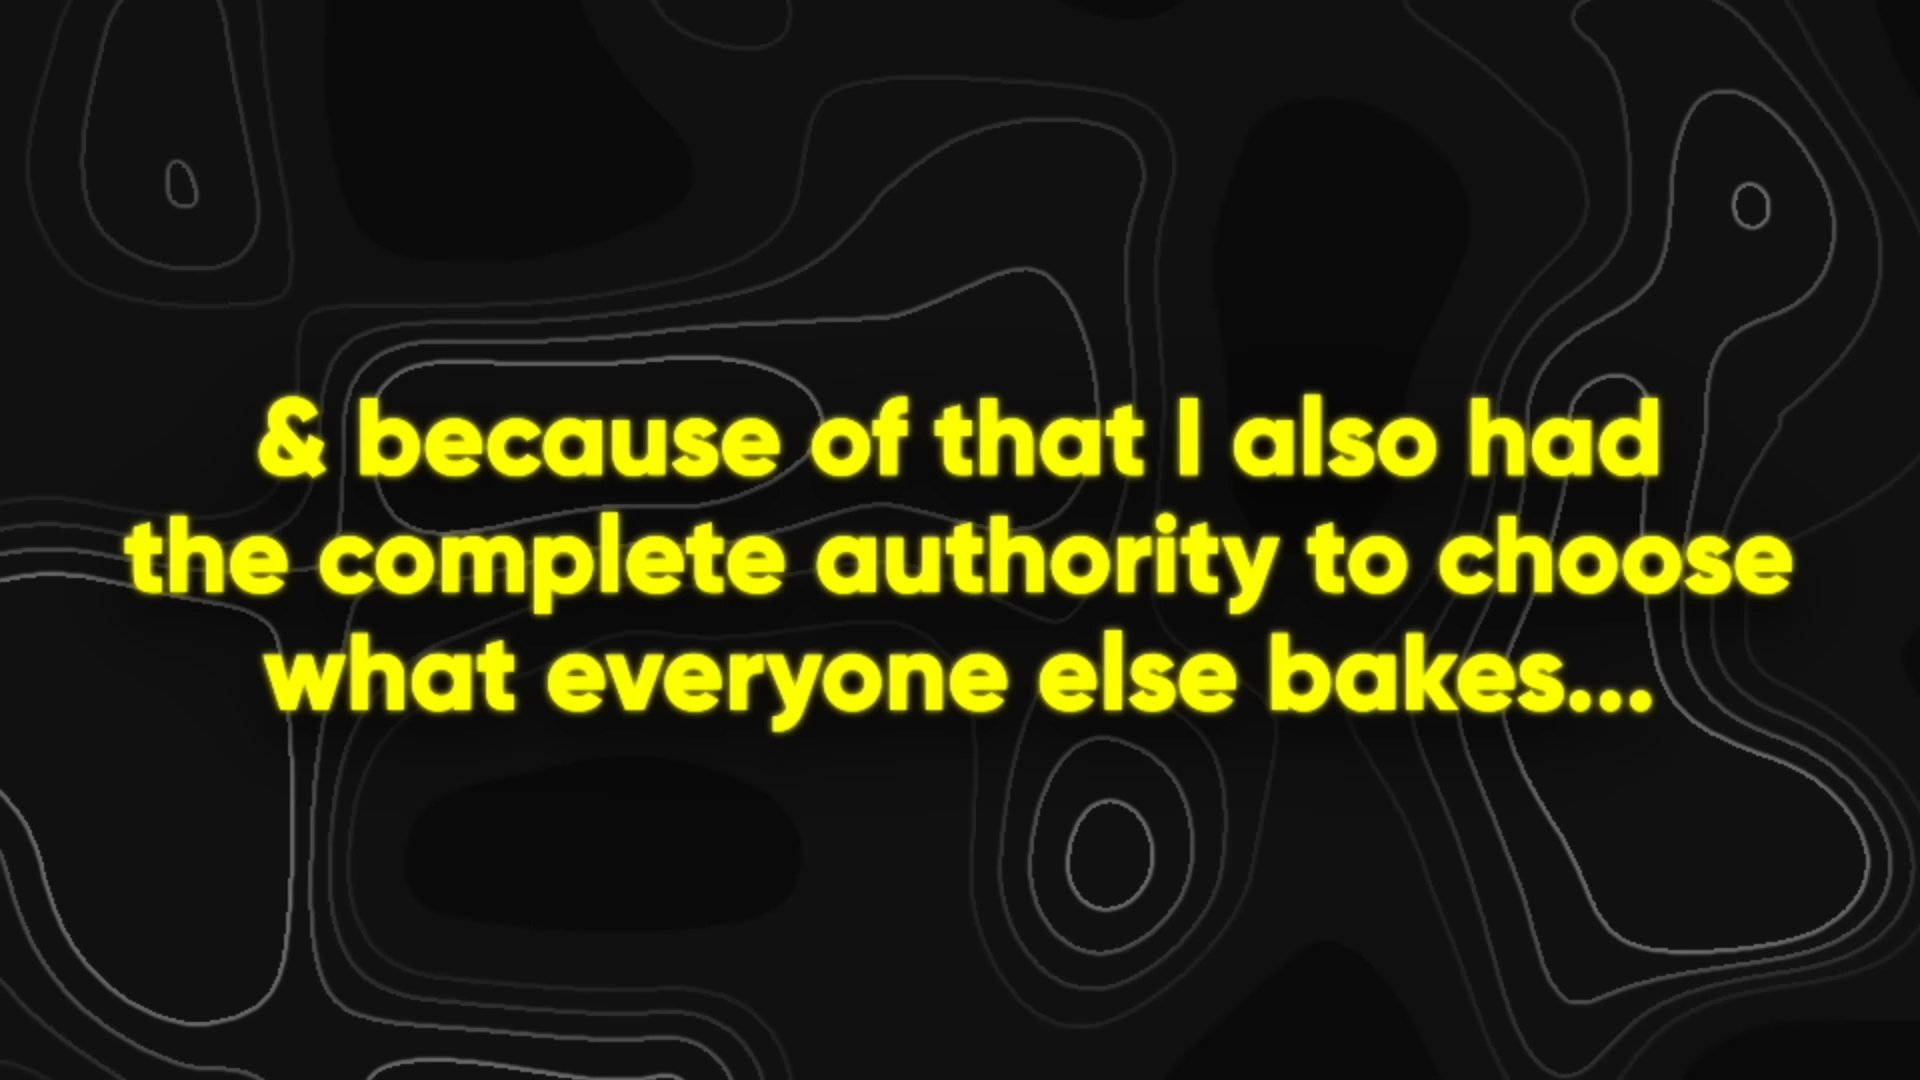 & because of that I also had
the complete authority to choose
what everyone else bakes...